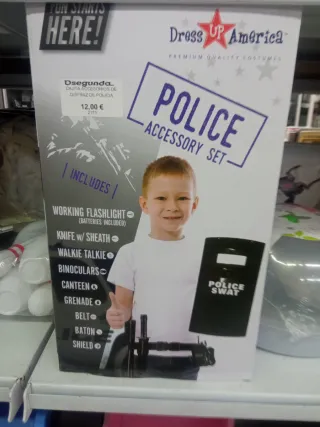 FUN STARTS
HERE!
Dress UP America
PREMIUM QUALITY COSTUMES
Dsegunda..
12,00 €
POLICE
ACCESSORY SET
INCLUDES
WORKING FLASHLIGHT
(BATTERIES INCLUDED)
KNIFE w/ SHEATH
WALKIE TALKIE
BINOCULARS
CANTEEN
GRENADE
BELT
BATON
SHIELD
POLICE
SWAT